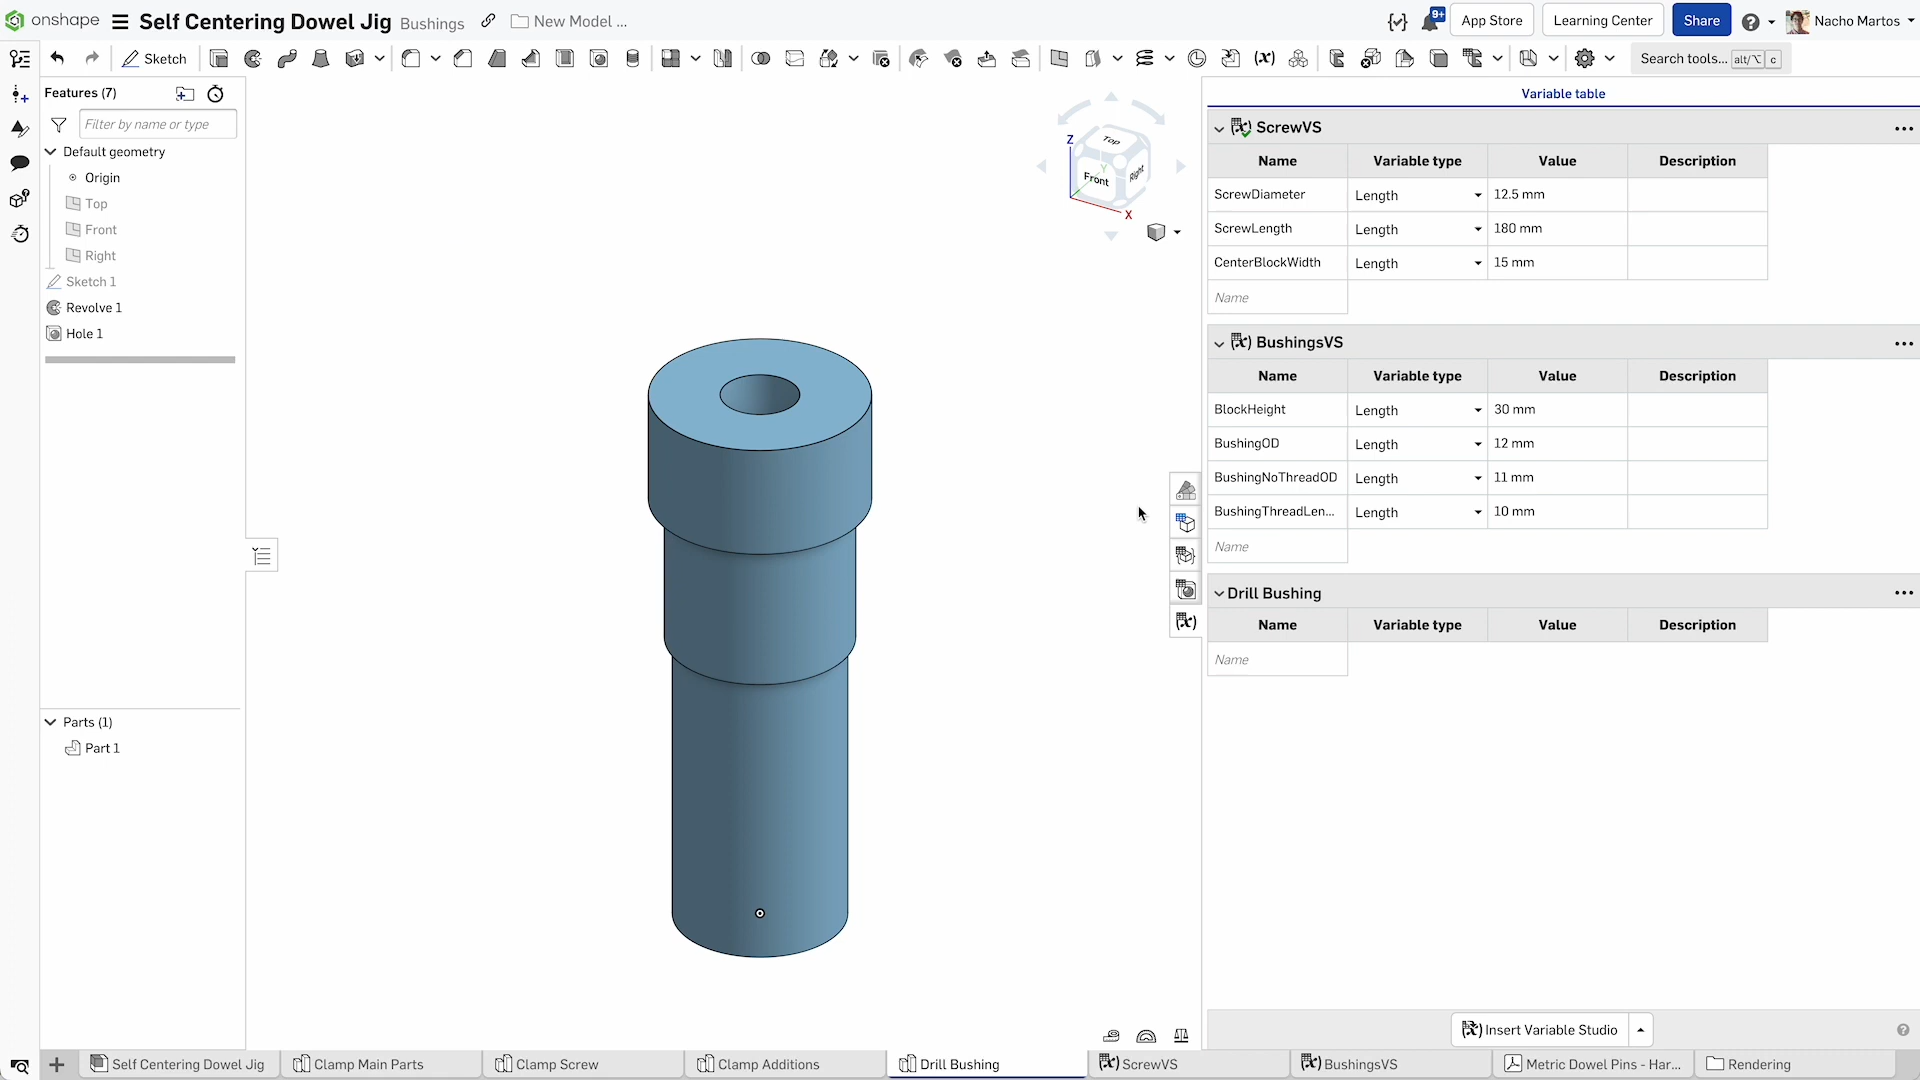 onshape Self Centering Dowel Jig Bushings New Model ... 9+ App Store Learning Center Share Nacho Martos
Sketch Search tools... alt/⌥ c
Features (7)
Filter by name or type
Default geometry
Origin
Top
Front
Right
Sketch 1
Revolve 1
Hole 1
Parts (1)
Part 1
Z
Top
Y
Front
Right
X
Variable table
ScrewVS
Name Variable type Value Description
ScrewDiameter Length 12.5 mm
ScrewLength Length 180 mm
CenterBlockWidth Length 15 mm
Name
BushingsVS
Name Variable type Value Description
BlockHeight Length 30 mm
BushingOD Length 12 mm
BushingNoThreadOD Length 11 mm
BushingThreadLen... Length 10 mm
Name
Drill Bushing
Name Variable type Value Description
Name
Insert Variable Studio
Self Centering Dowel Jig Clamp Main Parts Clamp Screw Clamp Additions Drill Bushing ScrewVS BushingsVS Metric Dowel Pins - Har... Rendering